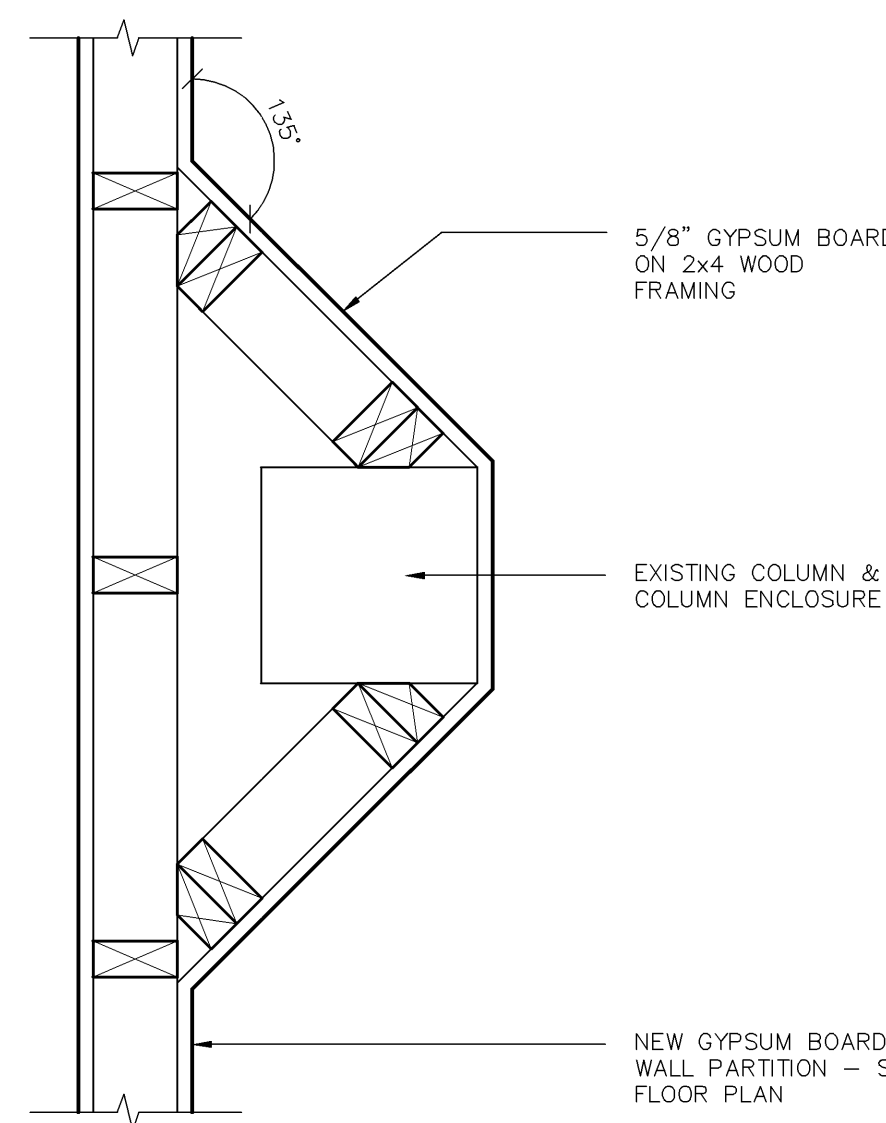 135°
5/8” GYPSUM BOARD
ON 2x4 WOOD
FRAMING
EXISTING COLUMN &
COLUMN ENCLOSURE
NEW GYPSUM BOARD
WALL PARTITION – S
FLOOR PLAN